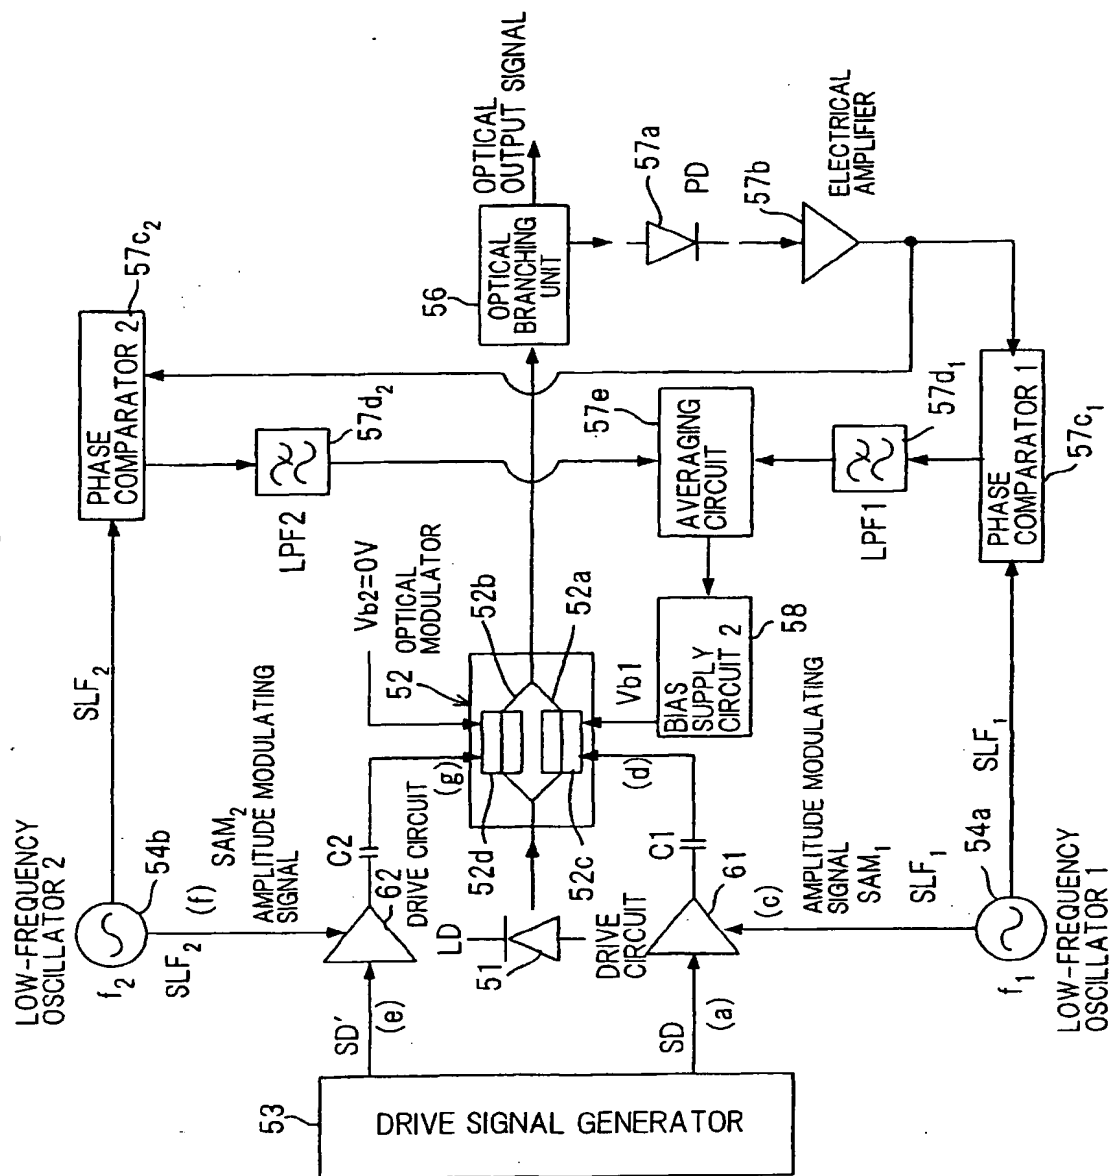 LOW-FREQUENCY
OSCILLATOR 2
f2
54b
SLF2
SLF2
(f)
SAM2
AMPLITUDE MODULATING
SIGNAL
PHASE
COMPARATOR 2
57c2
LPF2
57d2
53
DRIVE SIGNAL GENERATOR
SD'
(e)
62
DRIVE CIRCUIT
C2
(g)
Vb2=0V
OPTICAL
MODULATOR
52
52b
52a
52d
52c
LD
51
56
OPTICAL
BRANCHING
UNIT
OPTICAL
OUTPUT SIGNAL
57a
PD
57b
ELECTRICAL
AMPLIFIER
57e
AVERAGING
CIRCUIT
BIAS
SUPPLY
CIRCUIT 2
58
Vb1
(d)
C1
DRIVE
CIRCUIT
61
SD
(a)
(c)
AMPLITUDE MODULATING
SIGNAL
SAM1
SLF1
SLF1
LPF1
57d1
PHASE
COMPARATOR 1
57c1
54a
f1
LOW-FREQUENCY
OSCILLATOR 1